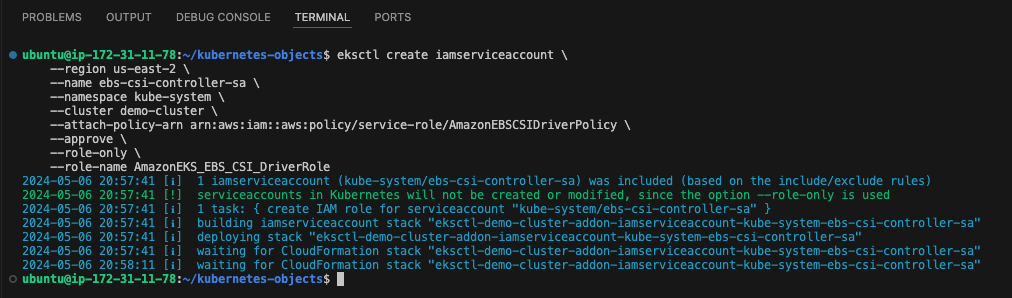 PROBLEMS OUTPUT DEBUG CONSOLE TERMINAL PORTS
ubuntu@ip-172-31-11-78:~/kubernetes-objects$ eksctl create iamserviceaccount \
    --region us-east-2 \
    --name ebs-csi-controller-sa \
    --namespace kube-system \
    --cluster demo-cluster \
    --attach-policy-arn arn:aws:iam::aws:policy/service-role/AmazonEBSCSIDriverPolicy \
    --approve \
    --role-only \
    --role-name AmazonEKS_EBS_CSI_DriverRole
2024-05-06 20:57:41 [ℹ]  1 iamserviceaccount (kube-system/ebs-csi-controller-sa) was included (based on the include/exclude rules)
2024-05-06 20:57:41 [!]  serviceaccounts in Kubernetes will not be created or modified, since the option --role-only is used
2024-05-06 20:57:41 [ℹ]  1 task: { create IAM role for serviceaccount "kube-system/ebs-csi-controller-sa" }
2024-05-06 20:57:41 [ℹ]  building iamserviceaccount stack "eksctl-demo-cluster-addon-iamserviceaccount-kube-system-ebs-csi-controller-sa"
2024-05-06 20:57:41 [ℹ]  deploying stack "eksctl-demo-cluster-addon-iamserviceaccount-kube-system-ebs-csi-controller-sa"
2024-05-06 20:57:41 [ℹ]  waiting for CloudFormation stack "eksctl-demo-cluster-addon-iamserviceaccount-kube-system-ebs-csi-controller-sa"
2024-05-06 20:58:11 [ℹ]  waiting for CloudFormation stack "eksctl-demo-cluster-addon-iamserviceaccount-kube-system-ebs-csi-controller-sa"
ubuntu@ip-172-31-11-78:~/kubernetes-objects$